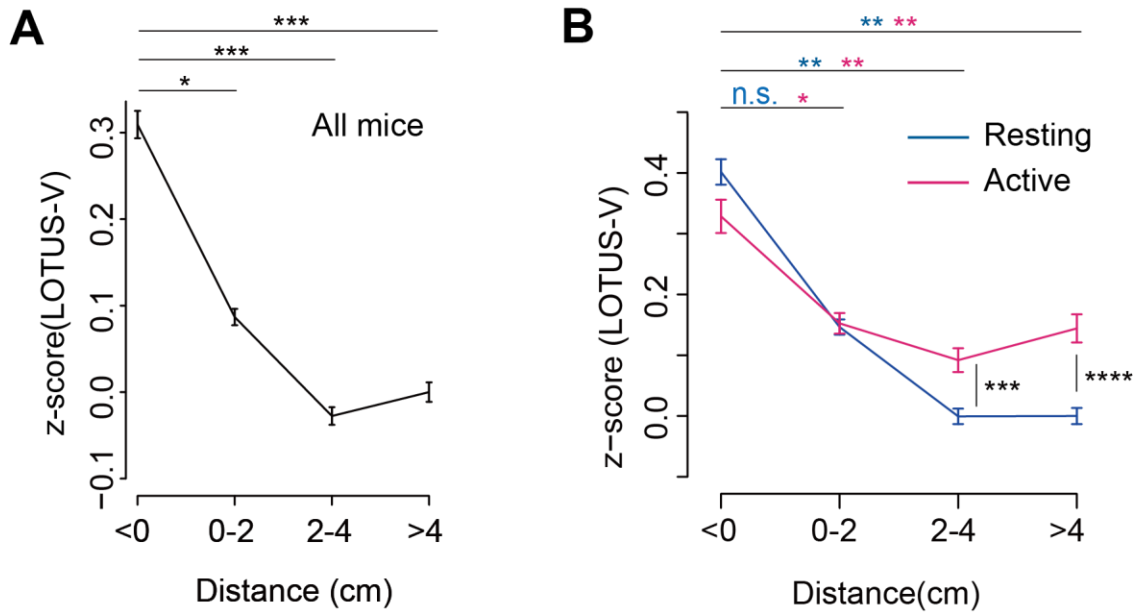 A
***
***
*
All mice
z-score(LOTUS-V)
0.3
0.2
0.1
0.0
−0.1
<0 0-2 2-4 >4
Distance (cm)
B
** **
** **
n.s. *
Resting
Active
z−score (LOTUS-V)
0.4
0.2
0.0
***
****
<0 0-2 2-4 >4
Distance(cm)